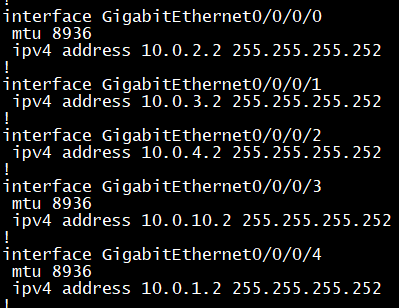 !
interface GigabitEthernet0/0/0/0
 mtu 8936
 ipv4 address 10.0.2.2 255.255.255.252
!
interface GigabitEthernet0/0/0/1
 ipv4 address 10.0.3.2 255.255.255.252
!
interface GigabitEthernet0/0/0/2
 ipv4 address 10.0.4.2 255.255.255.252
!
interface GigabitEthernet0/0/0/3
 mtu 8936
 ipv4 address 10.0.10.2 255.255.255.252
!
interface GigabitEthernet0/0/0/4
 mtu 8936
 ipv4 address 10.0.1.2 255.255.255.252
!